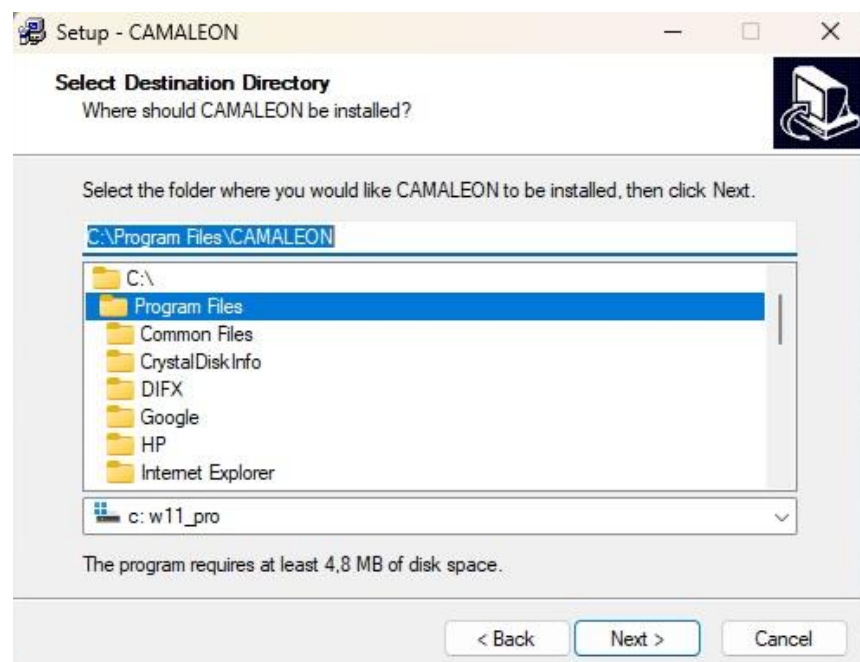 Setup - CAMALEON
Select Destination Directory
Where should CAMALEON be installed?
Select the folder where you would like CAMALEON to be installed, then click Next.
C:\Program Files\CAMALEON
C:\
Program Files
Common Files
CrystalDiskInfo
DIFX
Google
HP
Internet Explorer
c: w11_pro
The program requires at least 4,8 MB of disk space.
< Back
Next >
Cancel